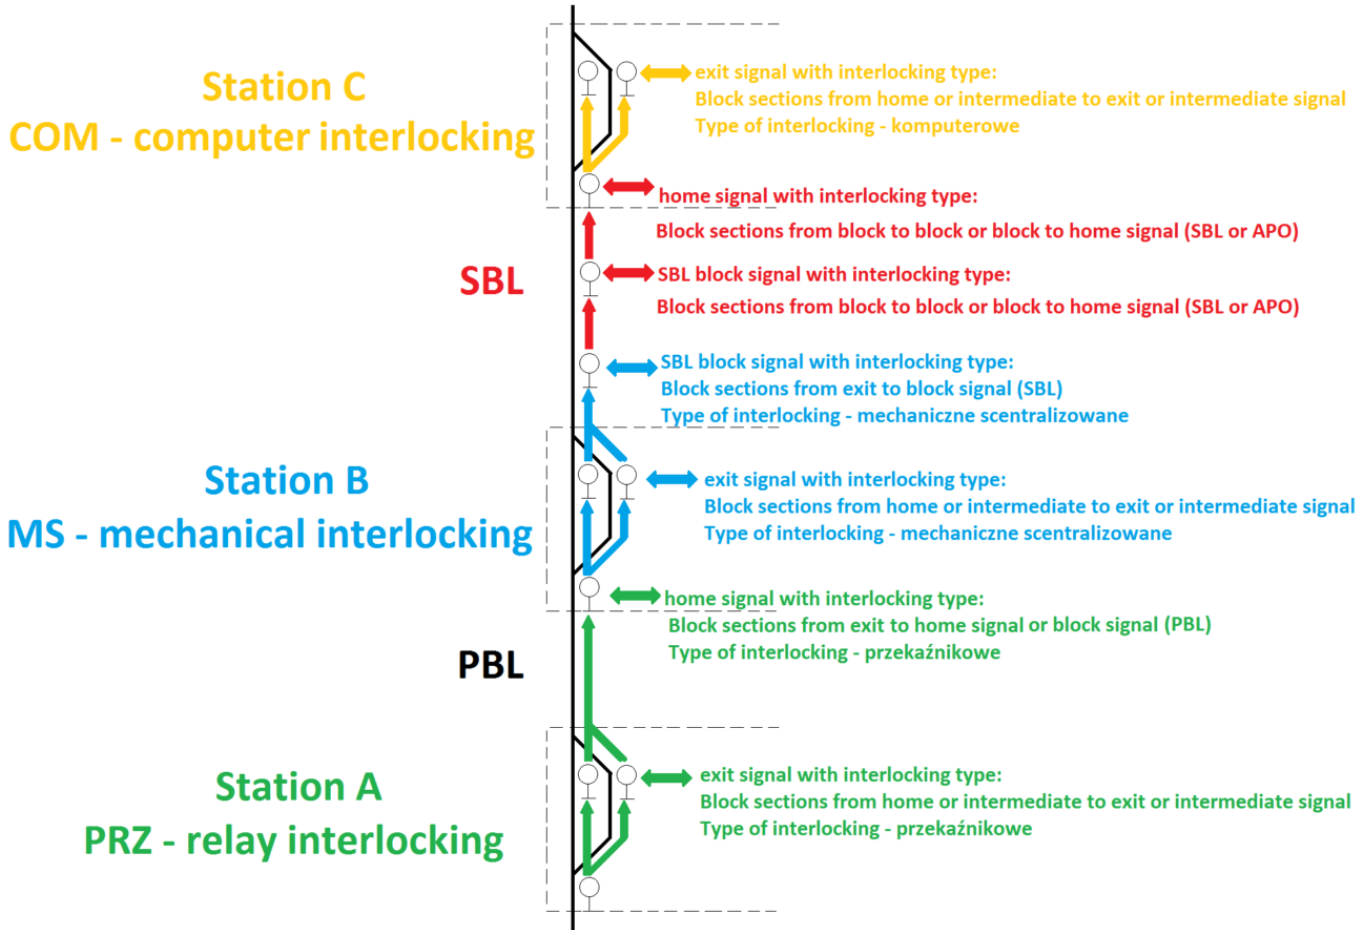 Station C
COM - computer interlocking
exit signal with interlocking type:
Block sections from home or intermediate to exit or intermediate signal
Type of interlocking - komputerowe
home signal with interlocking type:
Block sections from block to block or block to home signal (SBL or APO)
SBL
SBL block signal with interlocking type:
Block sections from block to block or block to home signal (SBL or APO)
SBL block signal with interlocking type:
Block sections from exit to block signal (SBL)
Type of interlocking - mechaniczne scentralizowane
Station B
MS - mechanical interlocking
exit signal with interlocking type:
Block sections from home or intermediate to exit or intermediate signal
Type of interlocking - mechaniczne scentralizowane
home signal with interlocking type:
Block sections from exit to home signal or block signal (PBL)
Type of interlocking - przekaźnikowe
PBL
Station A
PRZ - relay interlocking
exit signal with interlocking type:
Block sections from home or intermediate to exit or intermediate signal
Type of interlocking - przekaźnikowe